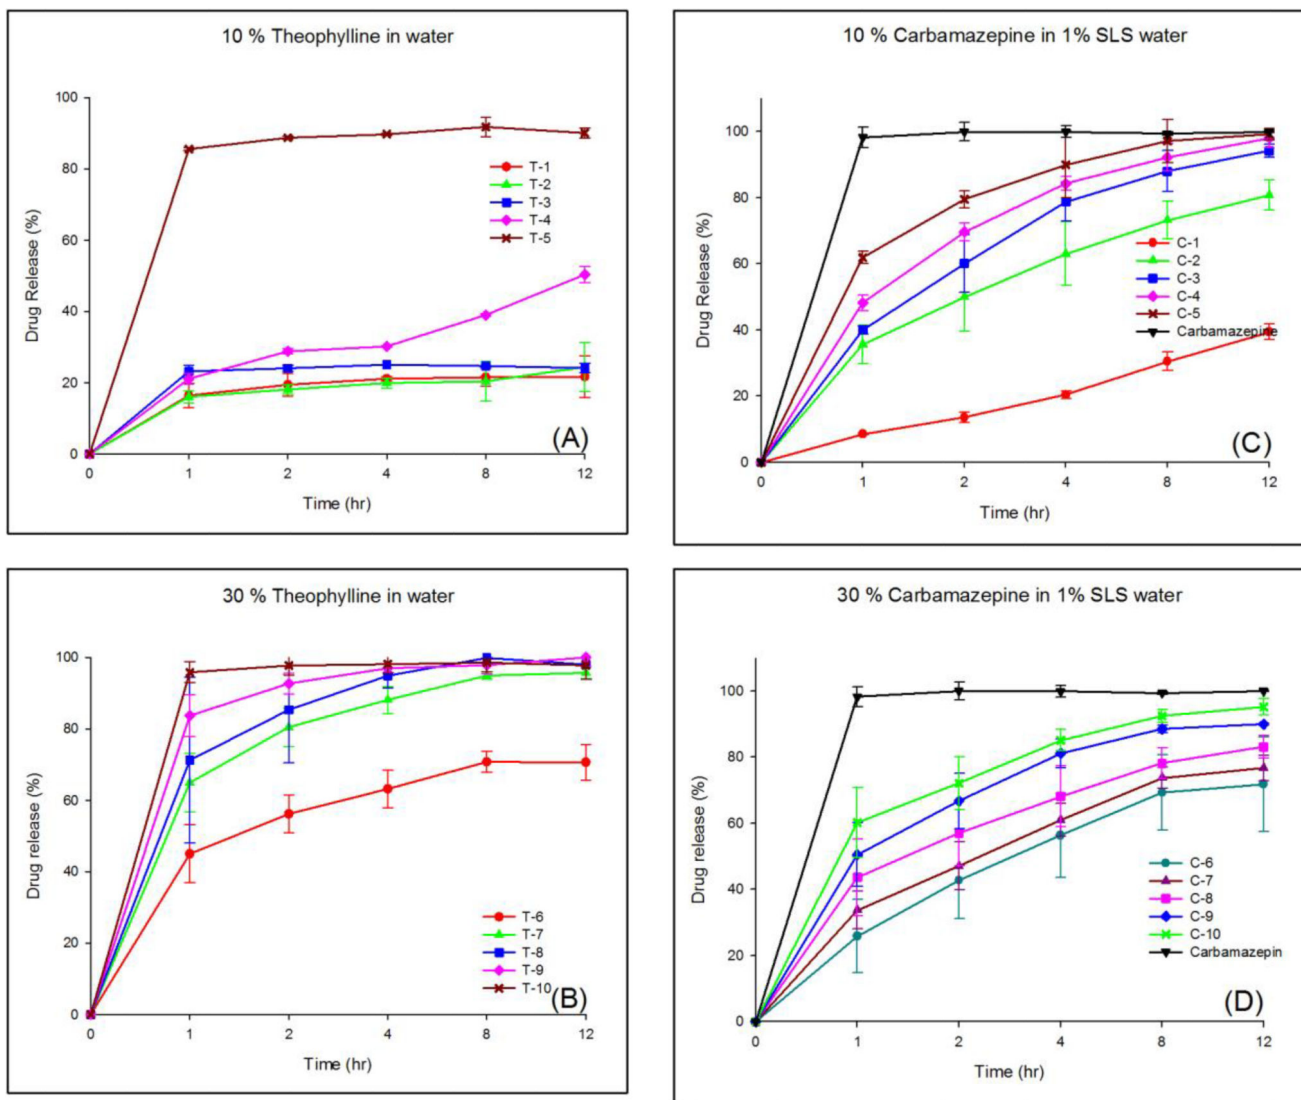 10 % Theophylline in water
Drug Release (%)
100
80
60
40
20
0
T-1
T-2
T-3
T-4
T-5
(A)
0 1 2 4 8 12
Time (hr)
10 % Carbamazepine in 1% SLS water
Drug Release (%)
100
80
60
40
20
0
C-1
C-2
C-3
C-4
C-5
Carbamazepine
(C)
0 1 2 4 8 12
Time (hr)
30 % Theophylline in water
Drug release (%)
100
80
60
40
20
0
T-6
T-7
T-8
T-9
T-10
(B)
0 1 2 4 8 12
Time (hr)
30 % Carbamazepine in 1% SLS water
Drug release (%)
100
80
60
40
20
0
C-6
C-7
C-8
C-9
C-10
Carbamazepin
(D)
0 1 2 4 8 12
Time (hr)